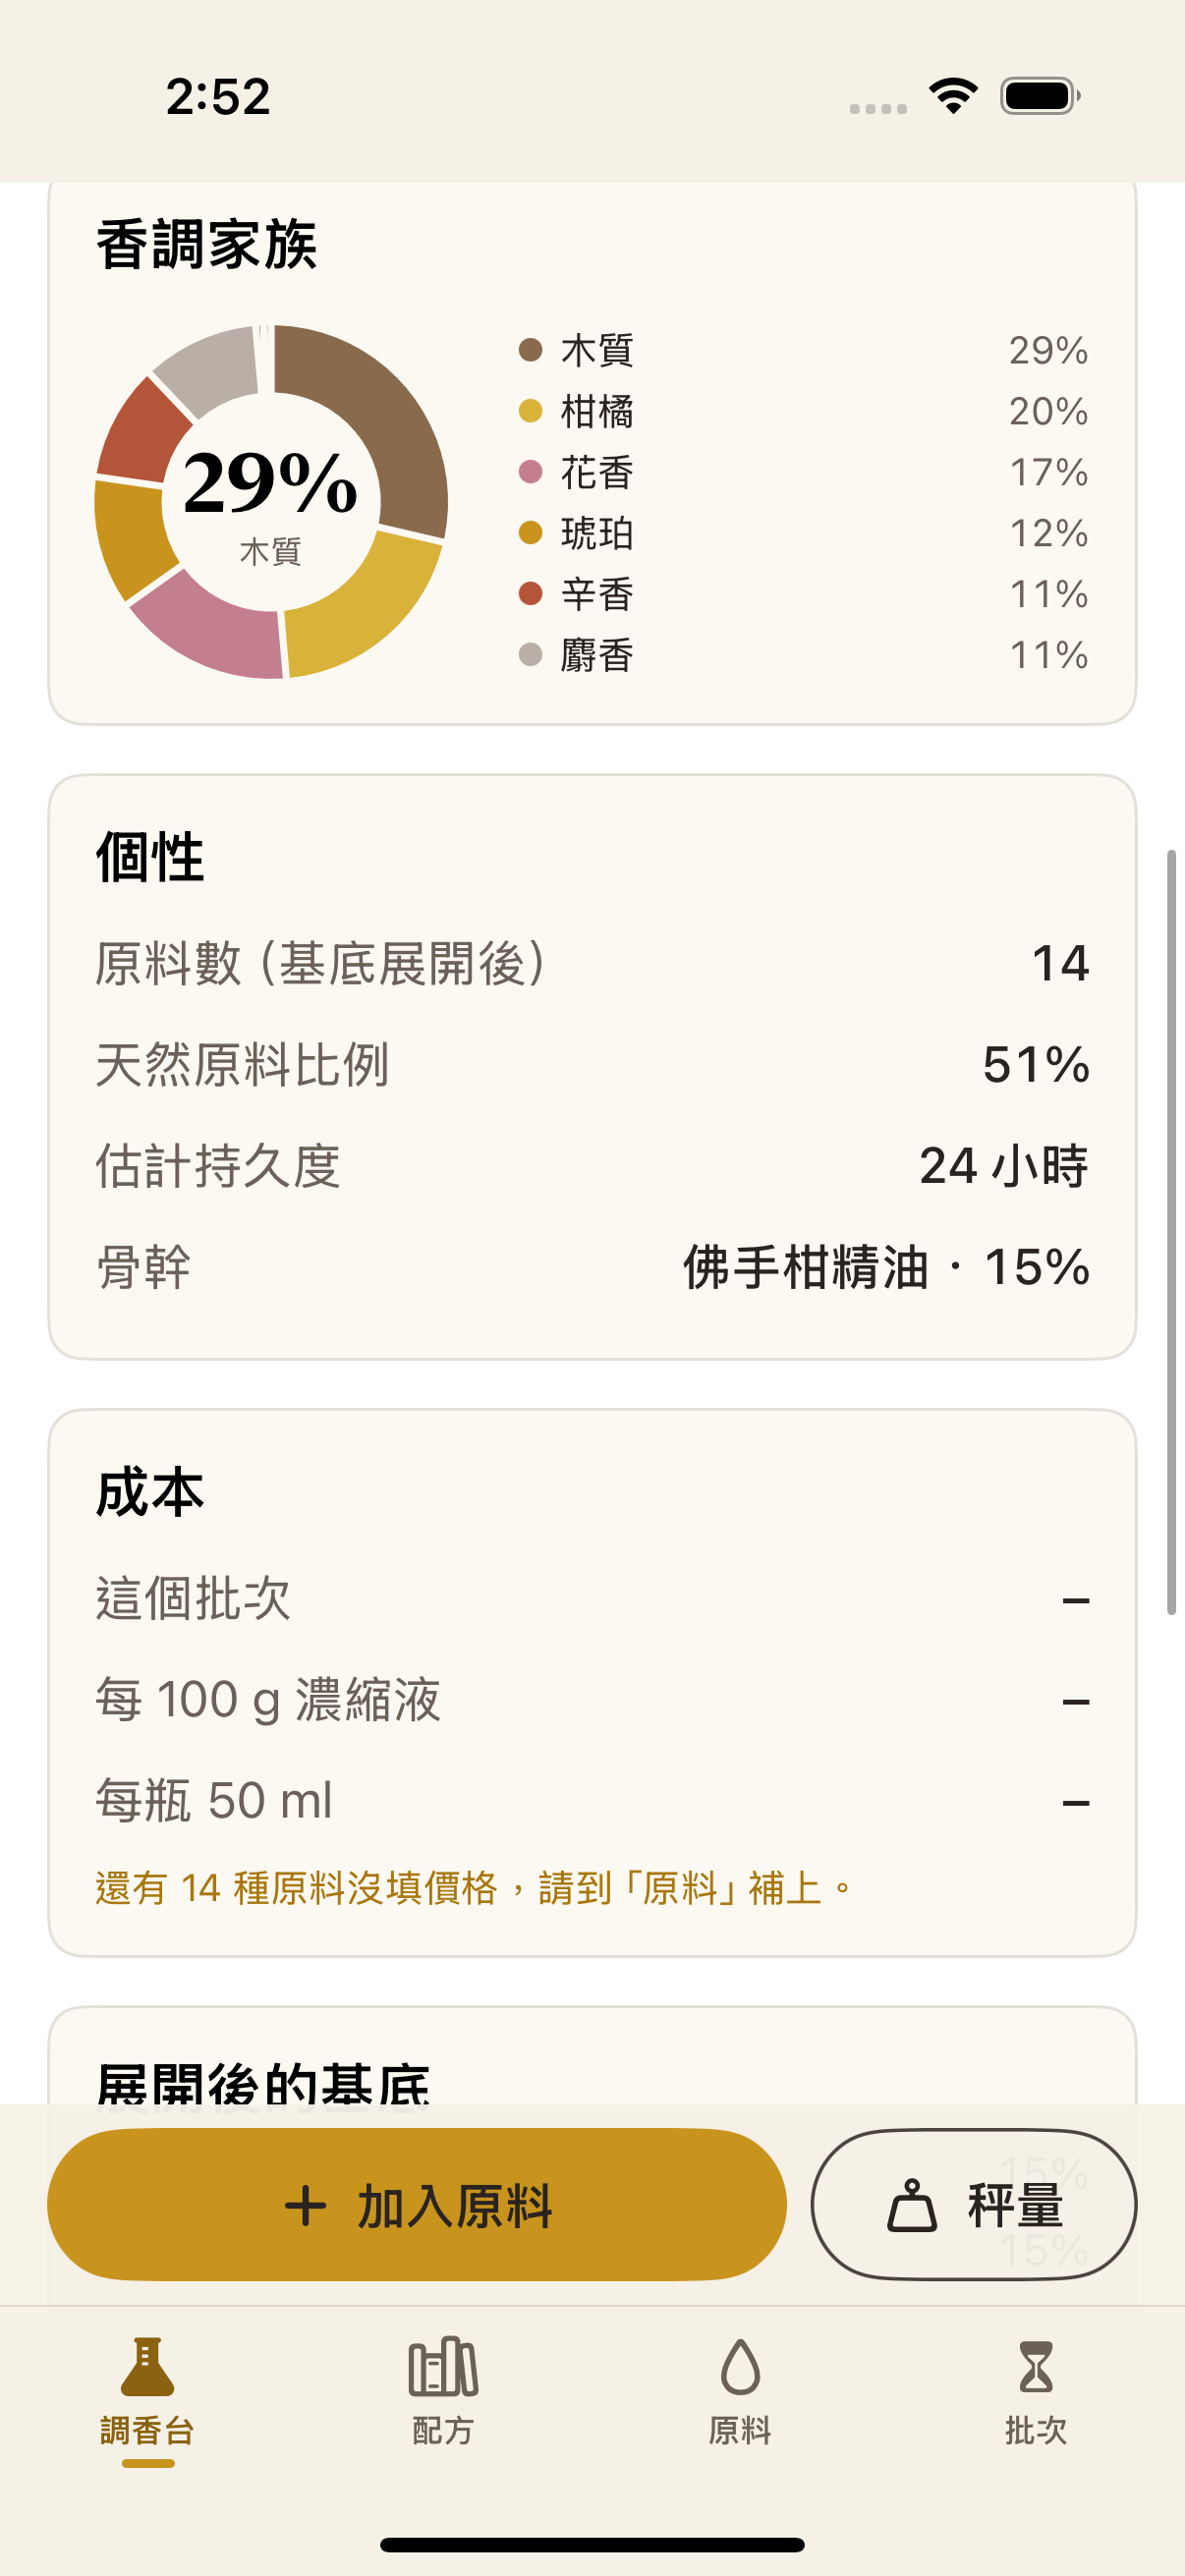 2:52
香調家族
29%
木質
木質 29%
柑橘 20%
花香 17%
琥珀 12%
辛香 11%
麝香 11%
個性
原料數（基底展開後） 14
天然原料比例 51%
估計持久度 24 小時
骨幹 佛手柑精油 · 15%
成本
這個批次 –
每 100 g 濃縮液 –
每瓶 50 ml –
還有 14 種原料沒填價格，請到「原料」補上。
展開後的基底
15%
15%
加入原料
秤量
調香台
配方
原料
批次